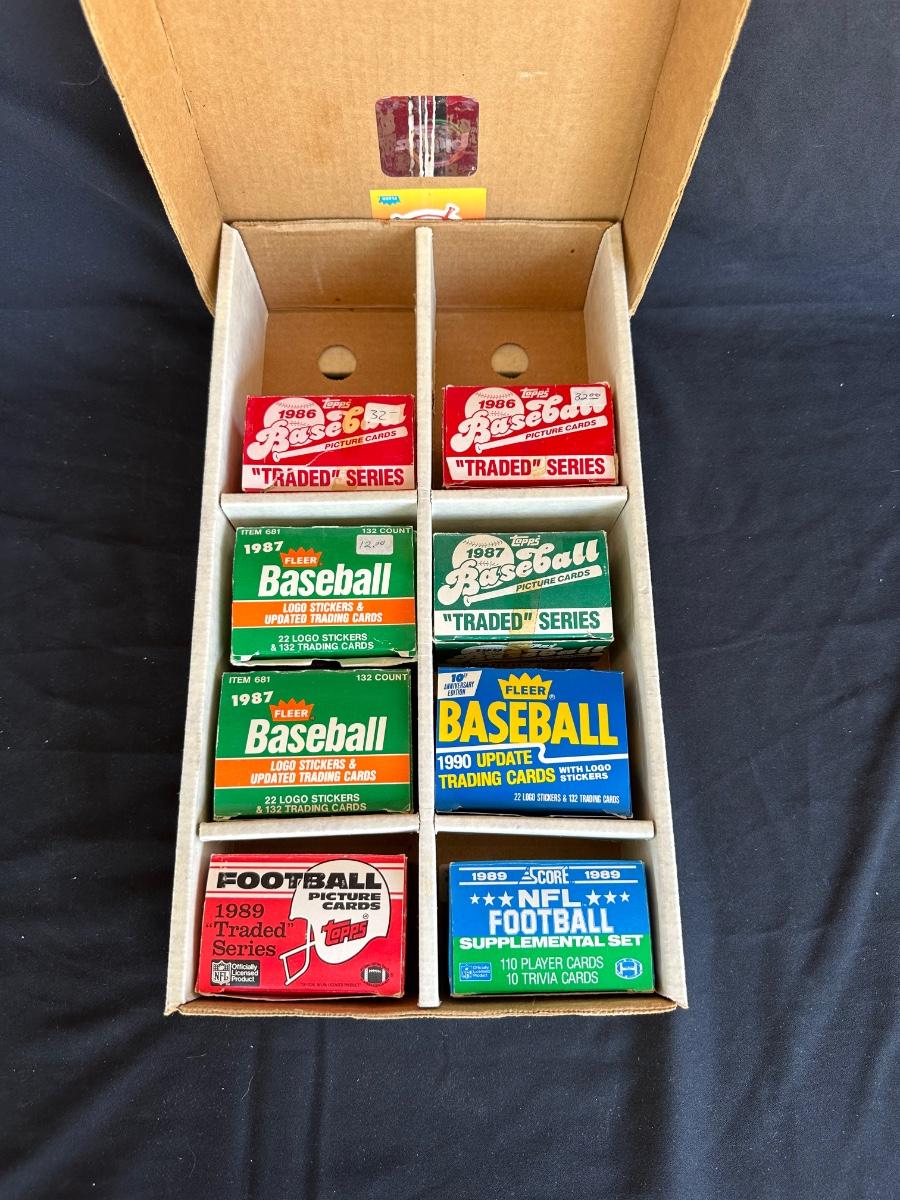 FLEER
1986
Topps
32-
Baseball
PICTURE CARDS
"TRADED" SERIES
1986
Topps
32.00
Baseball
PICTURE CARDS
"TRADED" SERIES
ITEM 681
132 COUNT
1987
12.00
FLEER
Baseball
LOGO STICKERS &
UPDATED TRADING CARDS
22 LOGO STICKERS
& 132 TRADING CARDS
Topps
1987
Baseball
PICTURE CARDS
"TRADED" SERIES
ITEM 681
132 COUNT
1987
FLEER
Baseball
LOGO STICKERS &
UPDATED TRADING CARDS
22 LOGO STICKERS
& 132 TRADING CARDS
10th
ANNIVERSARY
EDITION
FLEER®
BASEBALL
1990 UPDATE
TRADING CARDS
WITH LOGO
STICKERS
22 LOGO STICKERS & 132 TRADING CARDS
FOOTBALL
PICTURE
CARDS
1989
"Traded"
Series
Topps®
NFL
Officially
Licensed
Product
1989 SCORE 1989
NFL
FOOTBALL
SUPPLEMENTAL SET
110 PLAYER CARDS
10 TRIVIA CARDS